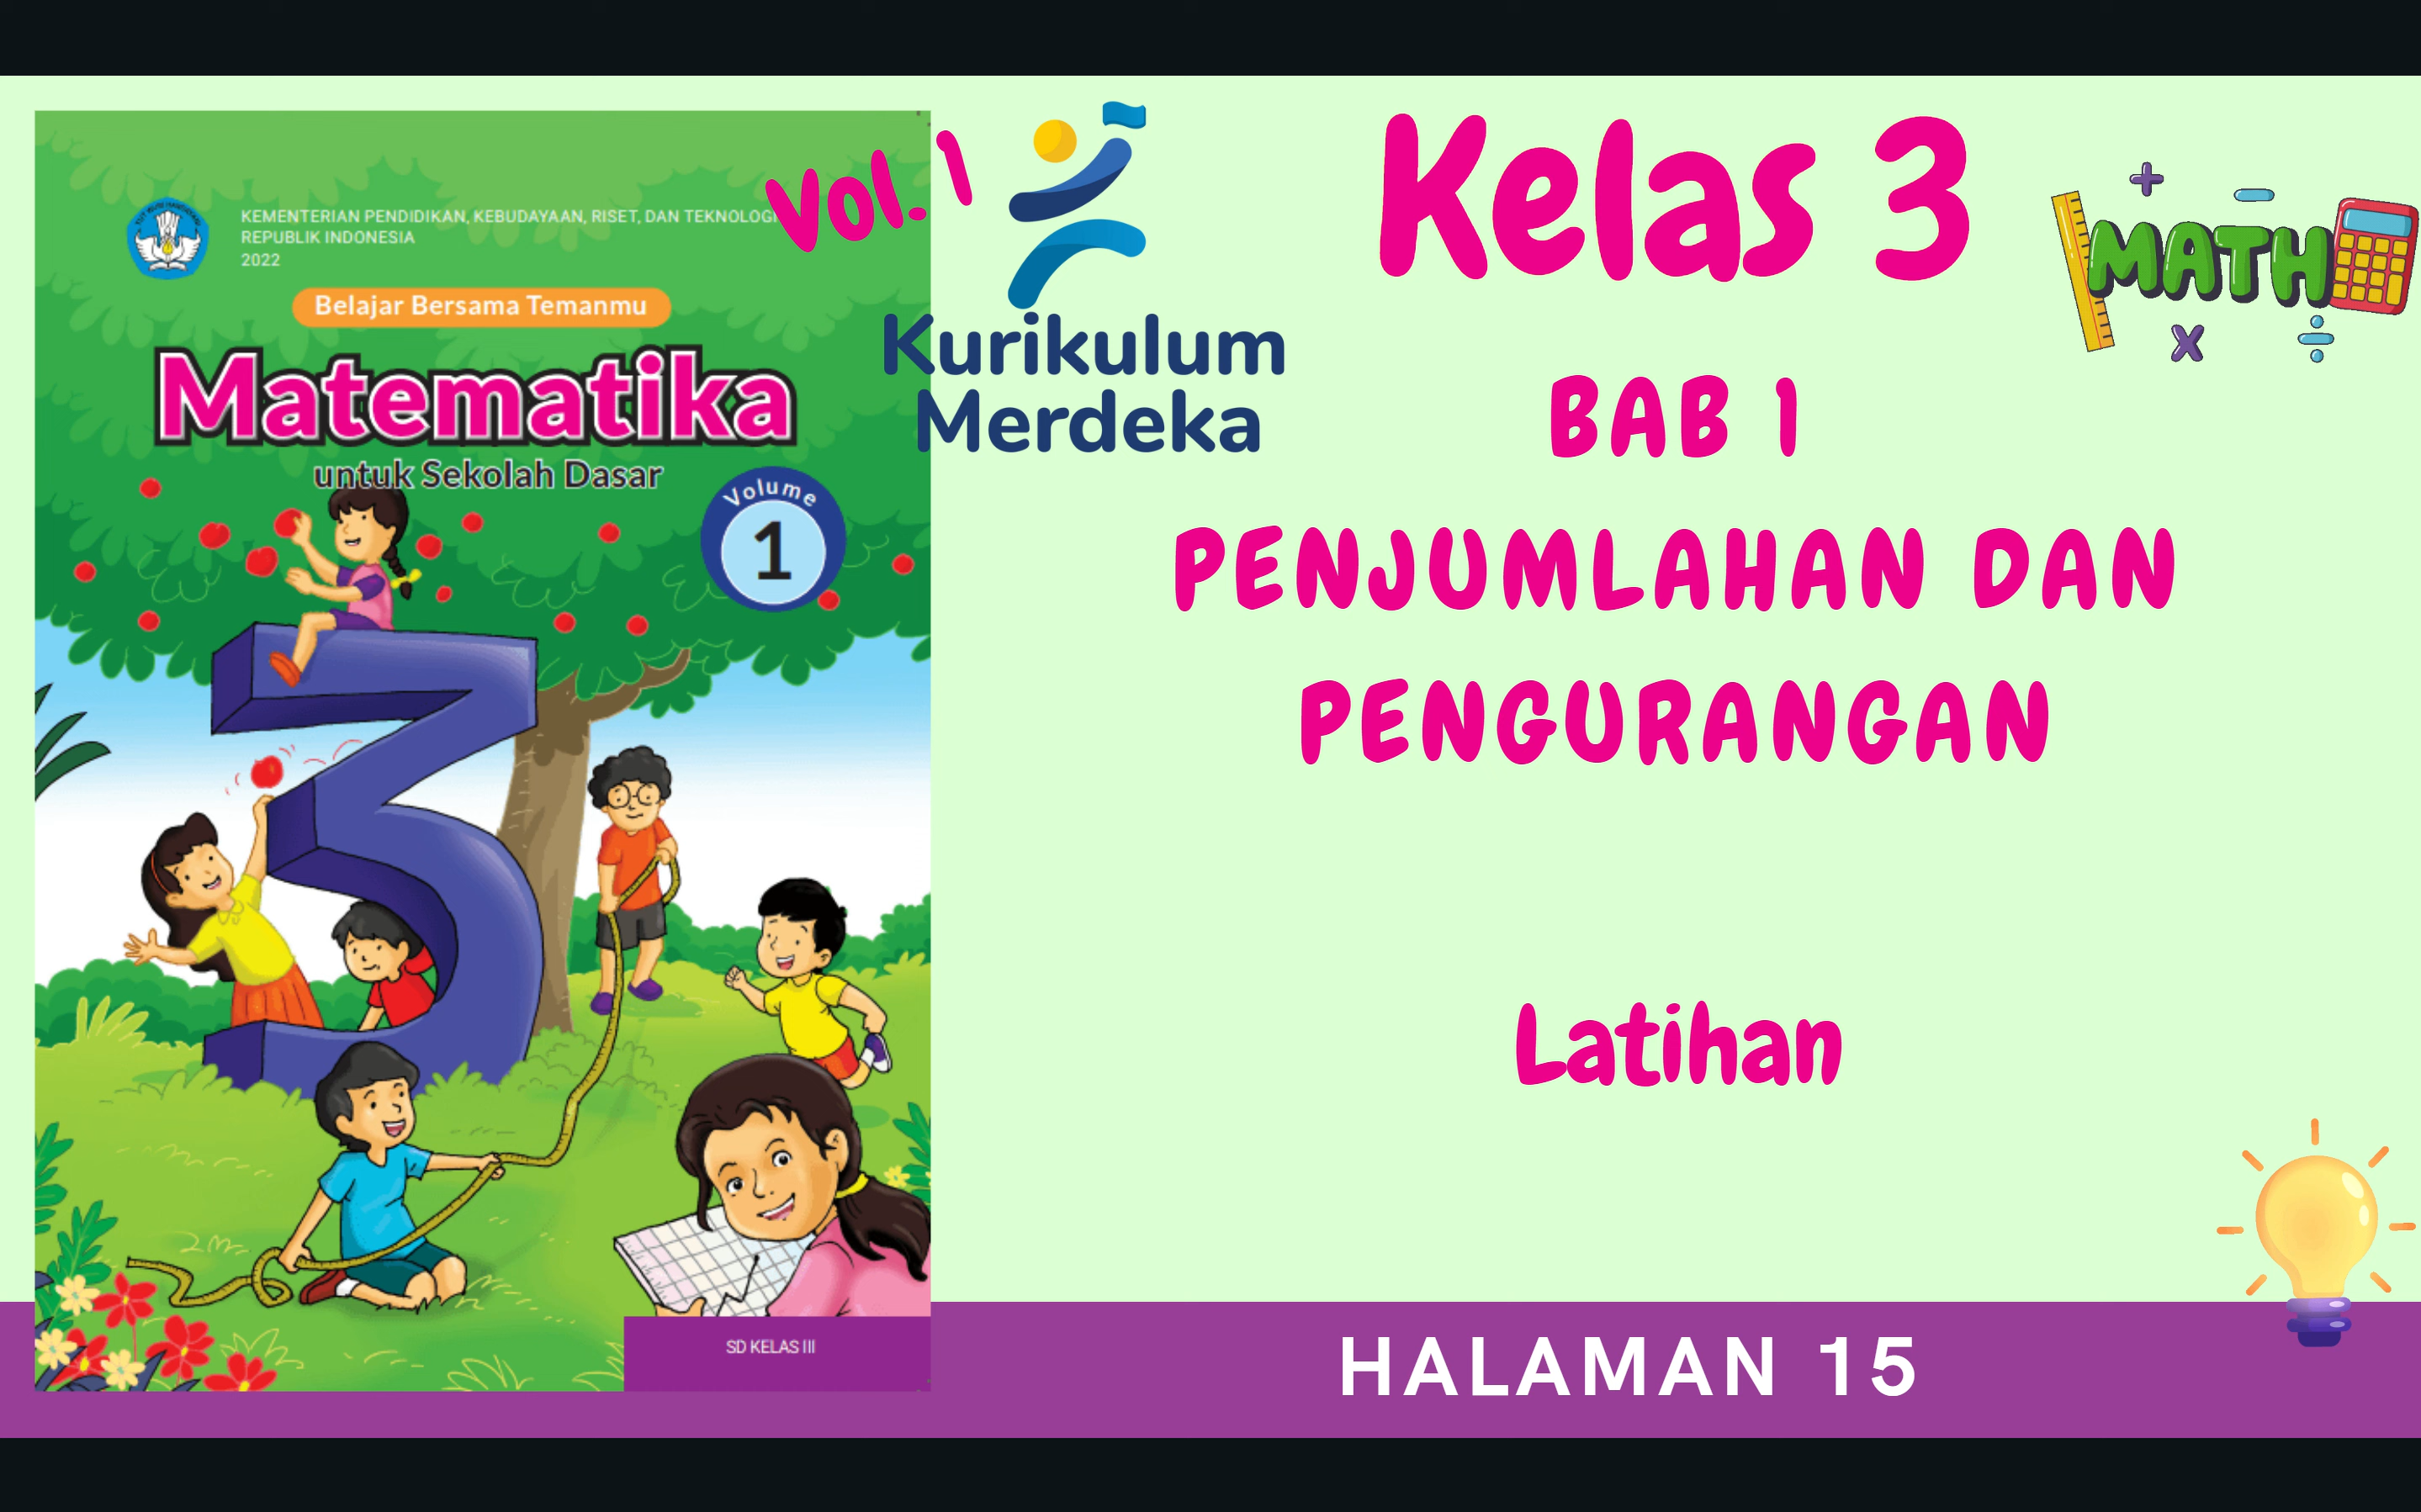 KEMENTERIAN PENDIDIKAN, KEBUDAYAAN, RISET, DAN TEKNOLOGI
REPUBLIK INDONESIA
2022
Belajar Bersama Temanmu
Matematika
untuk Sekolah Dasar
Volume
1
SD KELAS III
Vol. 1
Kurikulum
Merdeka
Kelas 3
MATH
BAB 1
PENJUMLAHAN DAN
PENGURANGAN
Latihan
HALAMAN 15